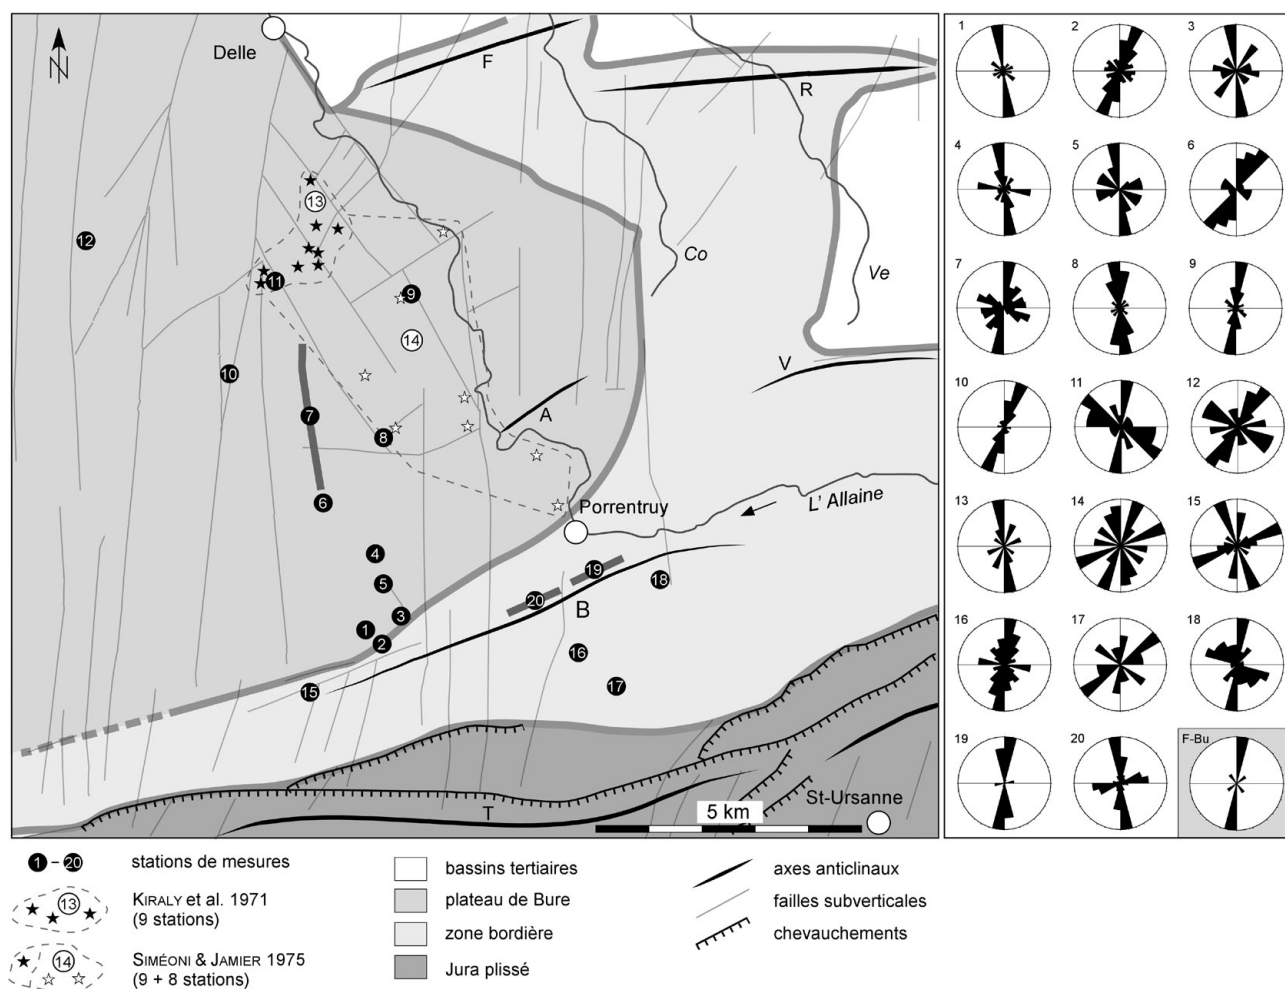 Delle
N
F
R
Co
Ve
V
A
Porrentruy
L' Allaine
B
T
5 km
St-Ursanne
12
13
11
9
14
10
7
8
6
4
5
3
1
2
15
19
20
18
16
17
1 2 3
4 5 6
7 8 9
10 11 12
13 14 15
16 17 18
19 20 F-Bu
1 – 20 stations de mesures
13 KIRALY et al. 1971
(9 stations)
14 SIMÉONI & JAMIER 1975
(9 + 8 stations)
bassins tertiaires
plateau de Bure
zone bordière
Jura plissé
axes anticlinaux
failles subverticales
chevauchements